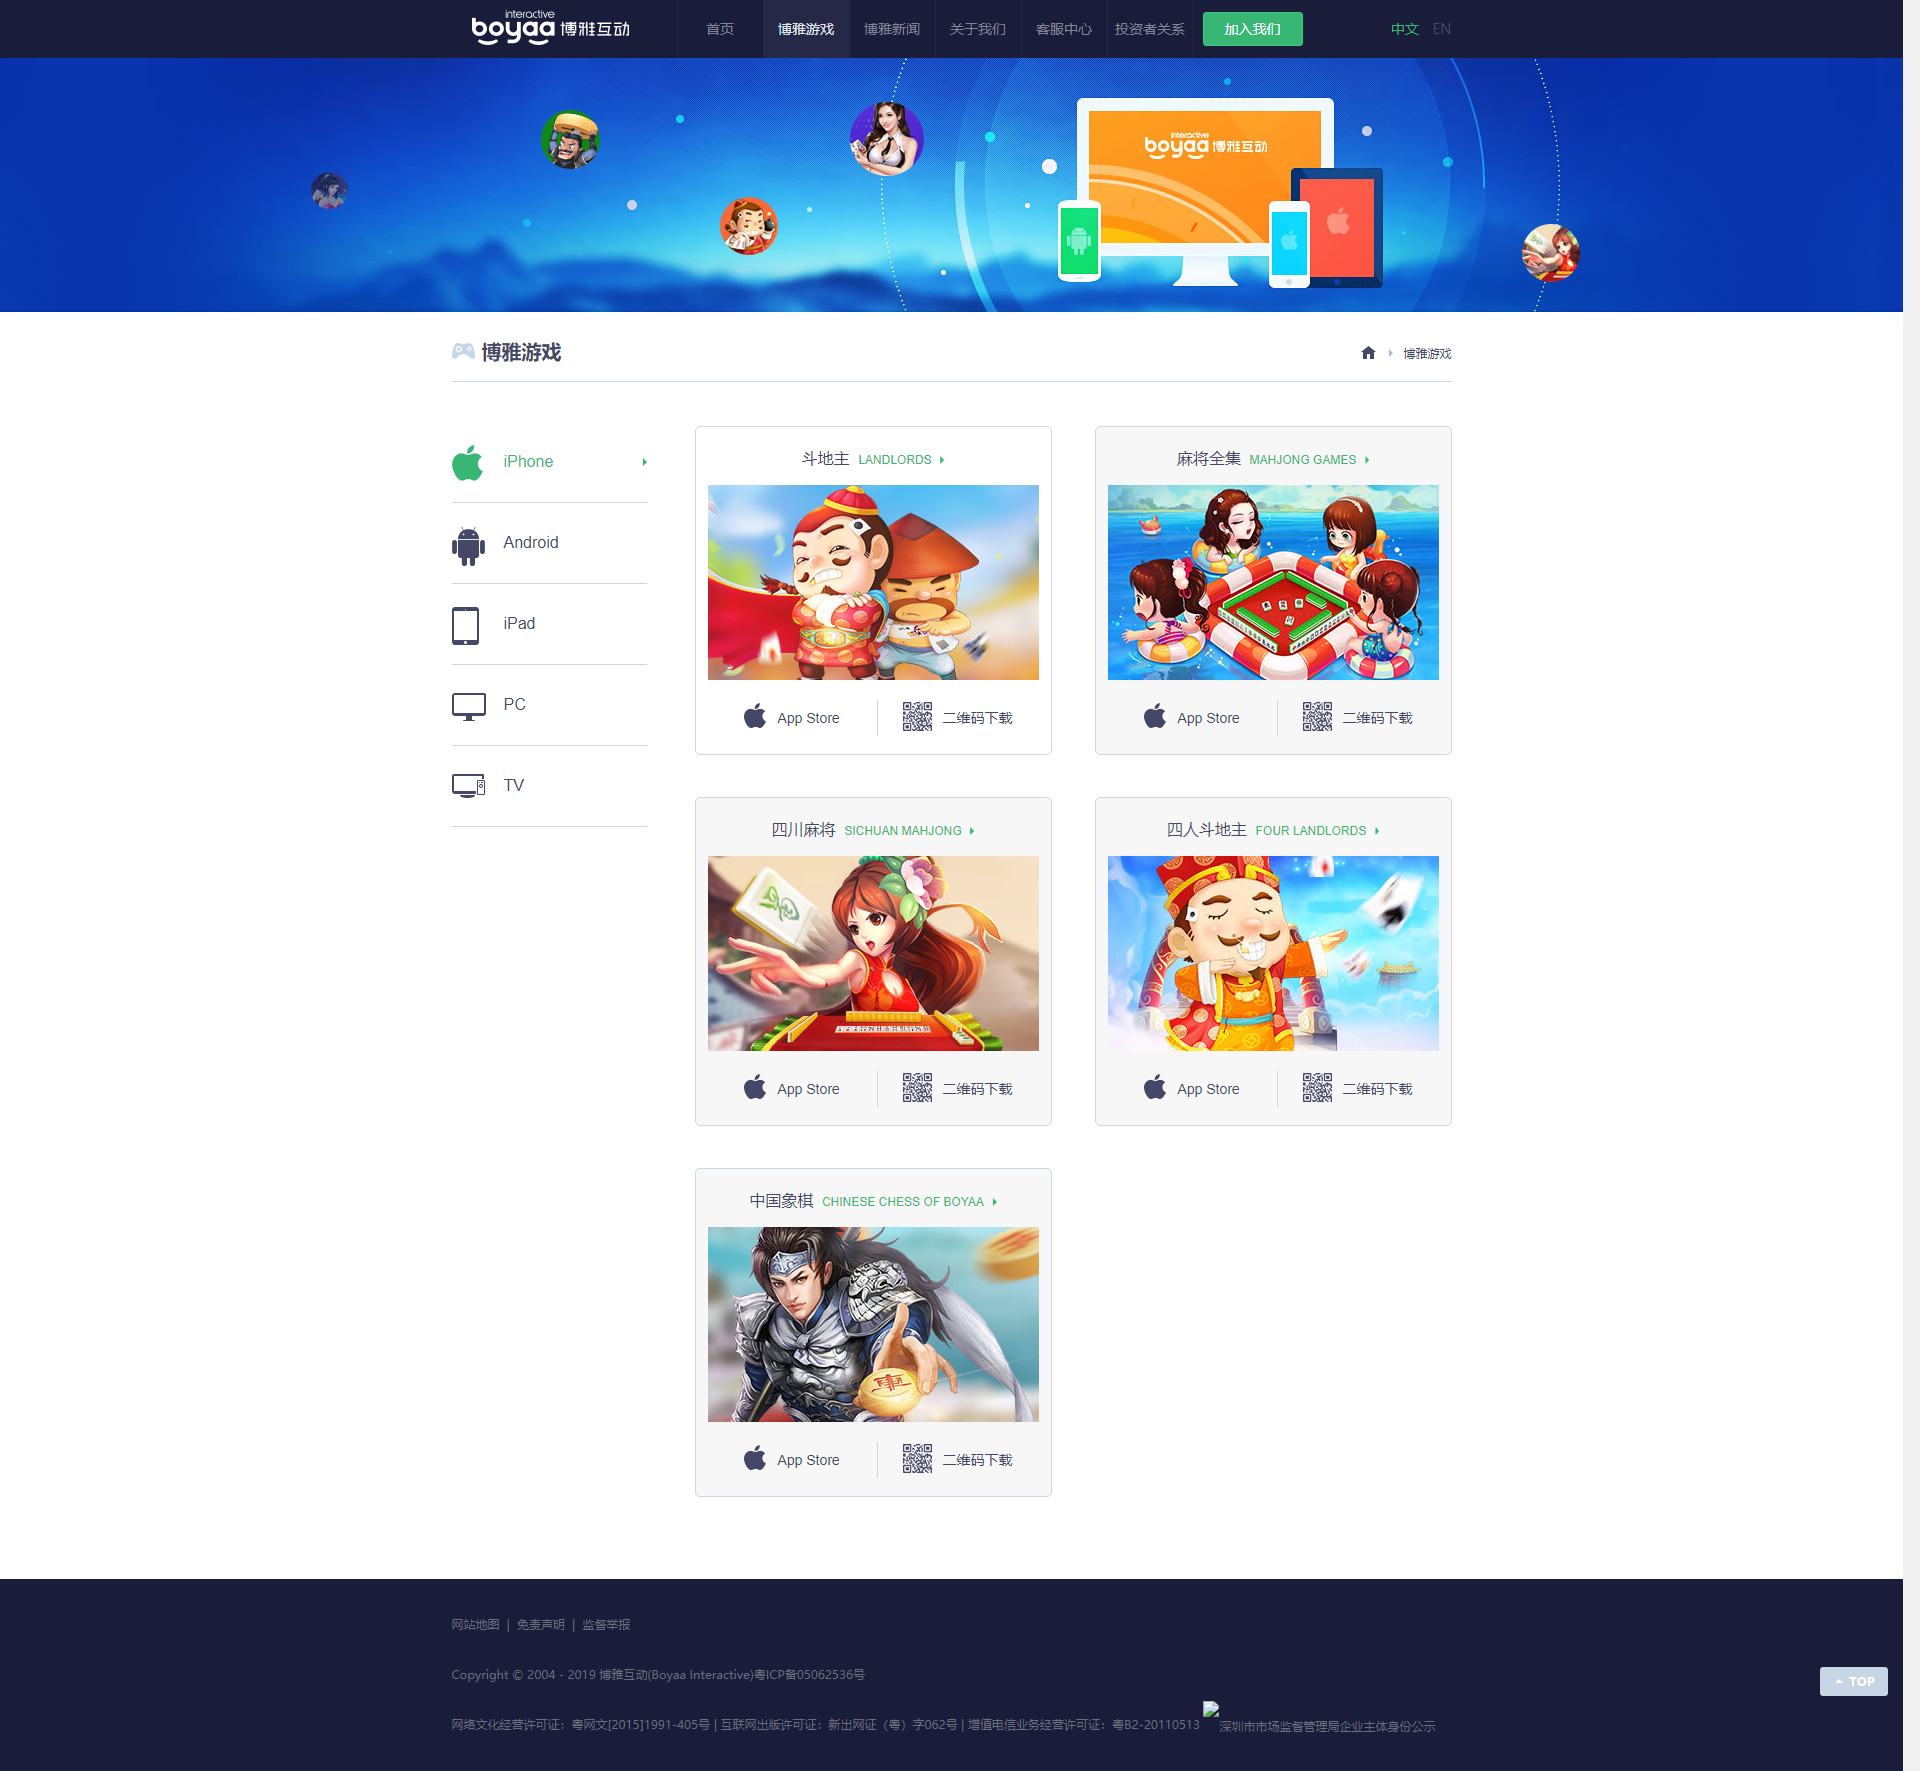 interactive
boyaa 博雅互动
首页 博雅游戏 博雅新闻 关于我们 客服中心 投资者关系 加入我们 中文 EN
interactive
boyaa 博雅互动
博雅游戏
博雅游戏
iPhone
Android
iPad
PC
TV
斗地主 LANDLORDS
App Store 二维码下载
麻将全集 MAHJONG GAMES
App Store 二维码下载
四川麻将 SICHUAN MAHJONG
App Store 二维码下载
四人斗地主 FOUR LANDLORDS
App Store 二维码下载
中国象棋 CHINESE CHESS OF BOYAA
App Store 二维码下载
网站地图 | 免责声明 | 监督举报
Copyright © 2004 - 2019 博雅互动(Boyaa Interactive)粤ICP备05062536号
网络文化经营许可证：粤网文[2015]1991-405号 | 互联网出版许可证：新出网证（粤）字062号 | 增值电信业务经营许可证：粤B2-20110513 深圳市市场监督管理局企业主体身份公示
TOP